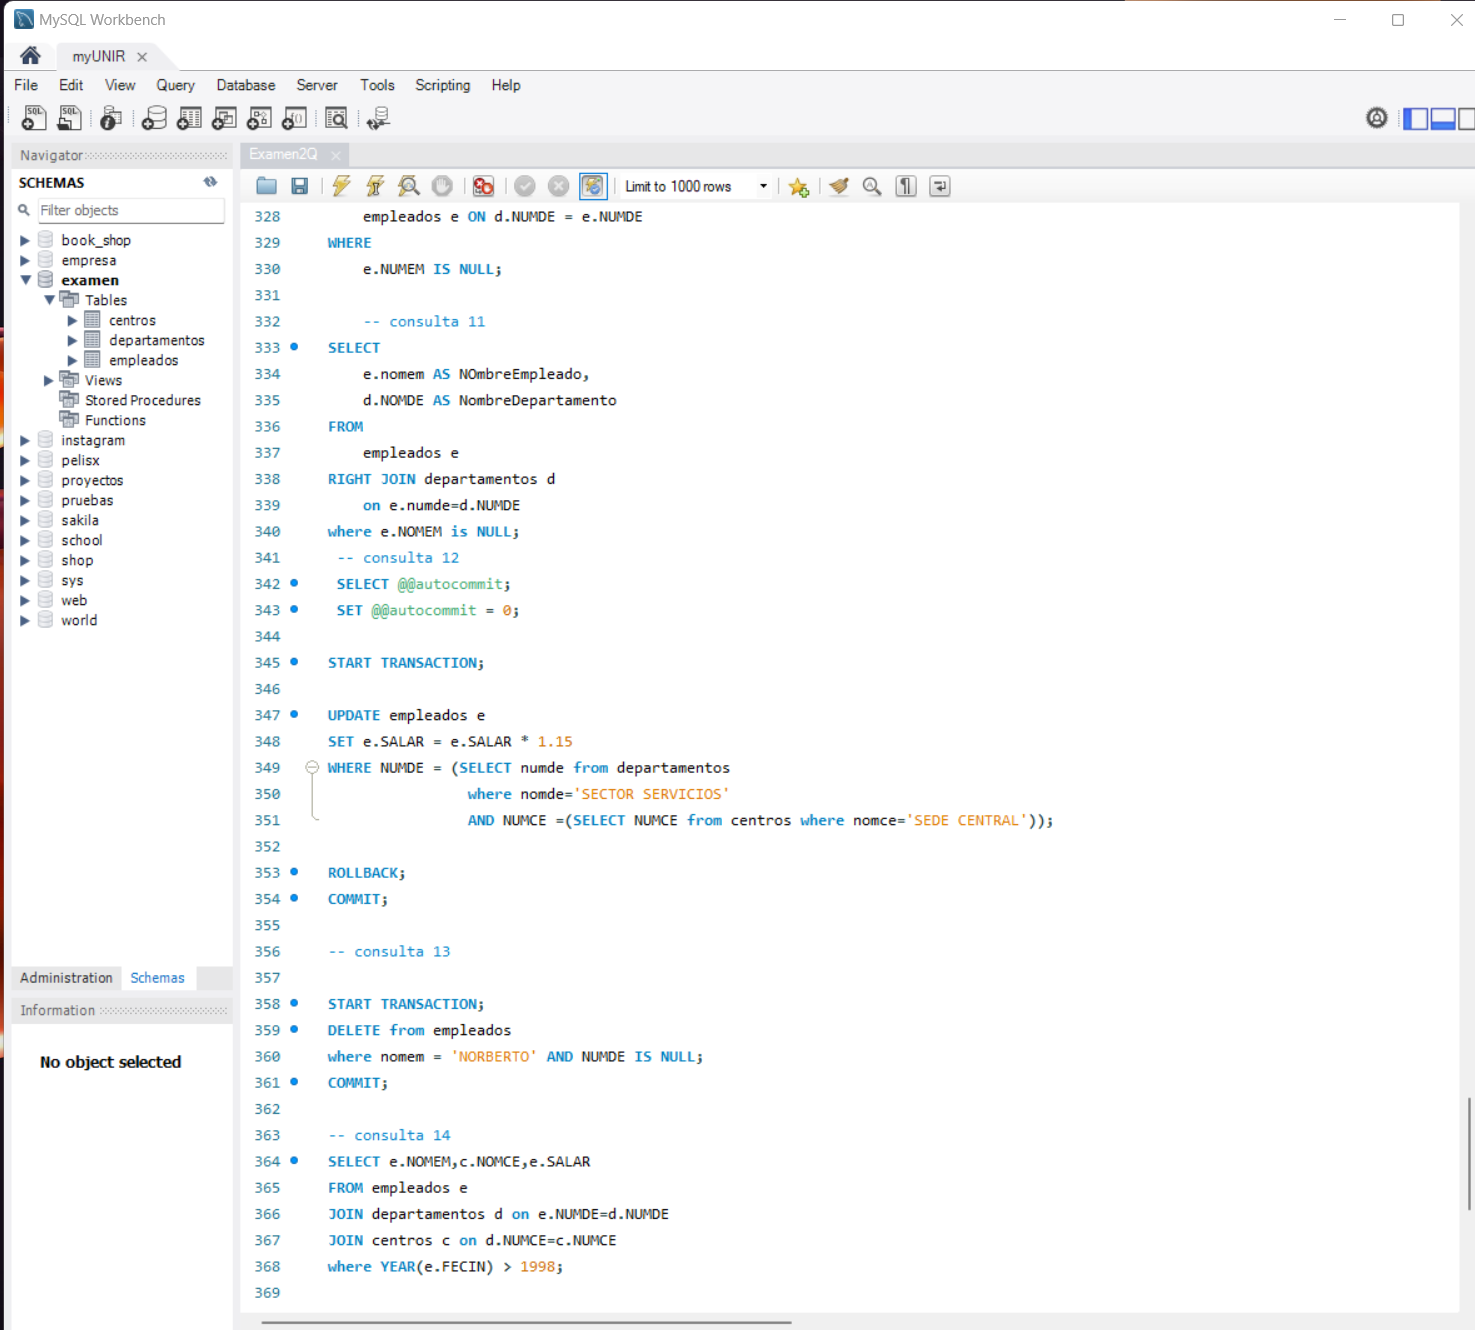 MySQL Workbench
myUNIR
File Edit View Query Database Server Tools Scripting Help
Navigator
SCHEMAS
Filter objects
book_shop
empresa
examen
Tables
centros
departamentos
empleados
Views
Stored Procedures
Functions
instagram
pelisx
proyectos
pruebas
sakila
school
shop
sys
web
world
Administration Schemas
Information
No object selected
Examen2Q
Limit to 1000 rows
328 empleados e ON d.NUMDE = e.NUMDE
329 WHERE
330 e.NUMEM IS NULL;
331
332 -- consulta 11
333 SELECT
334 e.nomem AS NOmbreEmpleado,
335 d.NOMDE AS NombreDepartamento
336 FROM
337 empleados e
338 RIGHT JOIN departamentos d
339 on e.numde=d.NUMDE
340 where e.NOMEM is NULL;
341 -- consulta 12
342 SELECT @@autocommit;
343 SET @@autocommit = 0;
344
345 START TRANSACTION;
346
347 UPDATE empleados e
348 SET e.SALAR = e.SALAR * 1.15
349 WHERE NUMDE = (SELECT numde from departamentos
350 where nomde='SECTOR SERVICIOS'
351 AND NUMCE =(SELECT NUMCE from centros where nomce='SEDE CENTRAL'));
352
353 ROLLBACK;
354 COMMIT;
355
356 -- consulta 13
357
358 START TRANSACTION;
359 DELETE from empleados
360 where nomem = 'NORBERTO' AND NUMDE IS NULL;
361 COMMIT;
362
363 -- consulta 14
364 SELECT e.NOMEM,c.NOMCE,e.SALAR
365 FROM empleados e
366 JOIN departamentos d on e.NUMDE=d.NUMDE
367 JOIN centros c on d.NUMCE=c.NUMCE
368 where YEAR(e.FECIN) > 1998;
369